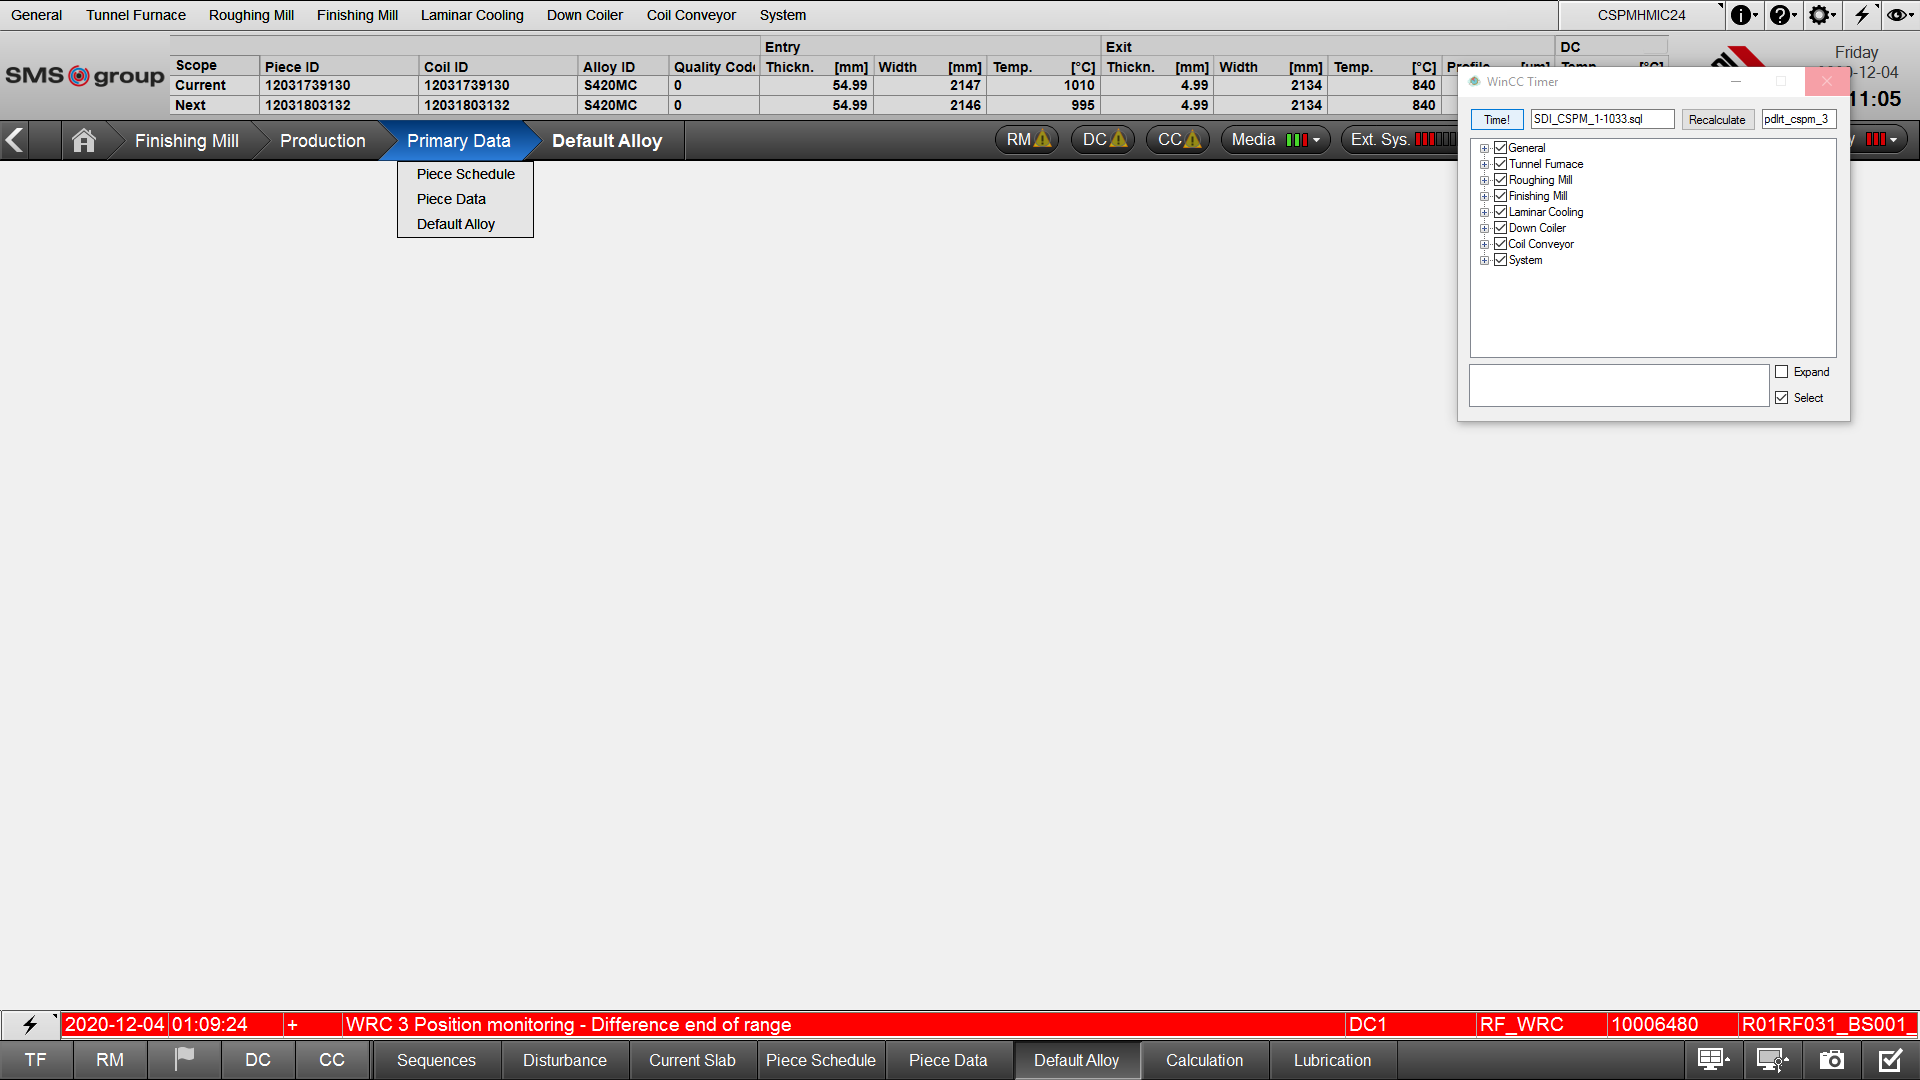 General Tunnel Furnace Roughing Mill Finishing Mill Laminar Cooling Down Coiler Coil Conveyor System CSPMHMIC24
SMS group
Entry Exit DC
Scope Piece ID Coil ID Alloy ID Quality Code Thickn. [mm] Width [mm] Temp. [°C] Thickn. [mm] Width [mm] Temp. [°C] Profile [µm] Temp. [°C]
Current 12031739130 12031739130 S420MC 0 54.99 2147 1010 4.99 2134 840
Next 12031803132 12031803132 S420MC 0 54.99 2146 995 4.99 2134 840
Friday
0-12-04
11:05
Finishing Mill Production Primary Data Default Alloy RM DC CC Media Ext. Sys.
Piece Schedule
Piece Data
Default Alloy
WinCC Timer
Time! SDI_CSPM_1-1033.sql Recalculate pdlrt_cspm_3
General
Tunnel Furnace
Roughing Mill
Finishing Mill
Laminar Cooling
Down Coiler
Coil Conveyor
System
Expand
Select
2020-12-04 01:09:24 + WRC 3 Position monitoring - Difference end of range DC1 RF_WRC 10006480 R01RF031_BS001_
TF RM DC CC Sequences Disturbance Current Slab Piece Schedule Piece Data Default Alloy Calculation Lubrication